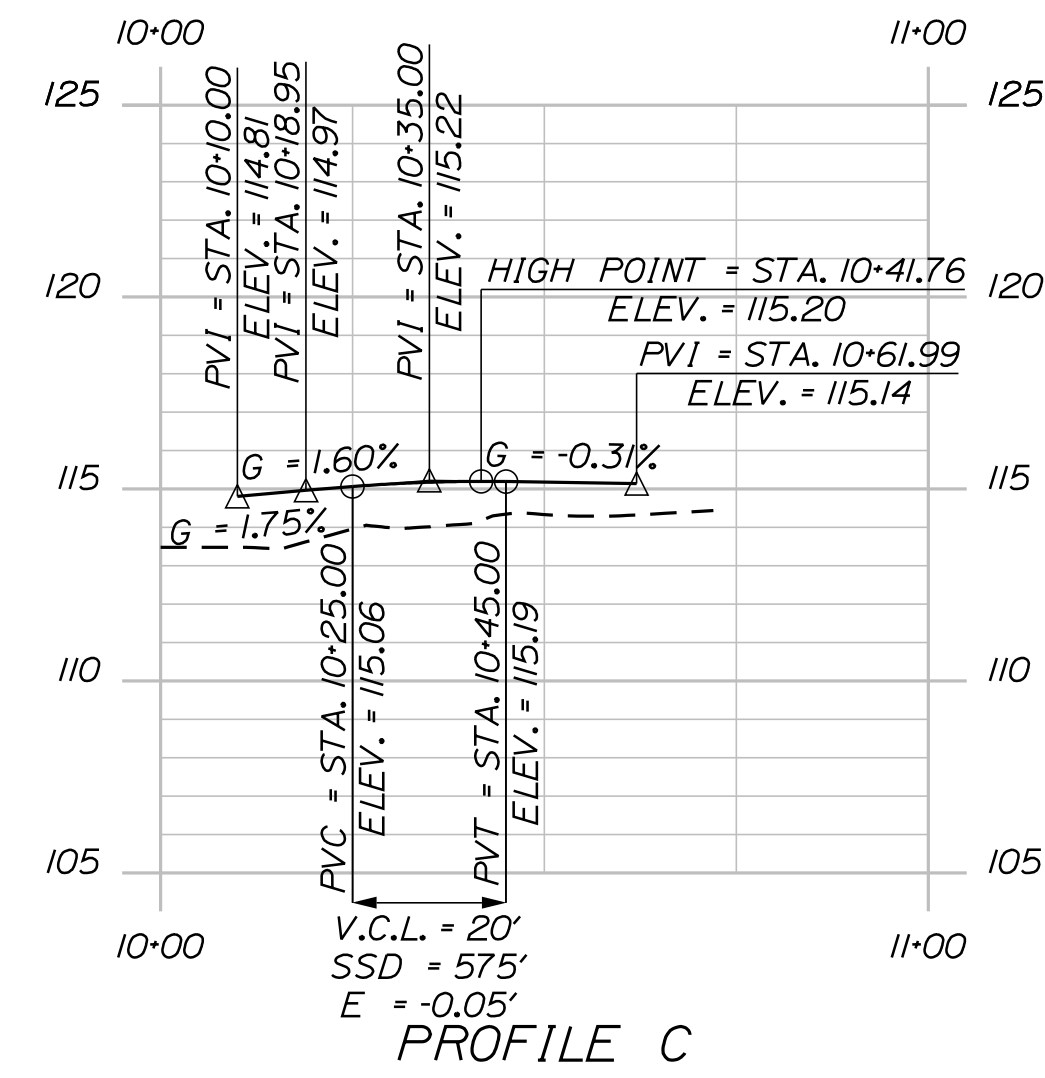 10+00
11+00
125
125
PVI = STA. 10+10.00
ELEV. = 114.81
PVI = STA. 10+18.95
ELEV. = 114.97
PVI = STA. 10+35.00
ELEV. = 115.22
HIGH POINT = STA. 10+41.76
ELEV. = 115.20
120
120
PVI = STA. 10+61.99
ELEV. = 115.14
G = 1.60%
G = -0.31%
115
115
G = 1.75%
PVC = STA. 10+25.00
ELEV. = 115.06
PVT = STA. 10+45.00
ELEV. = 115.19
110
110
105
105
V.C.L. = 20'
10+00
11+00
SSD = 575'
E = -0.05'
PROFILE C